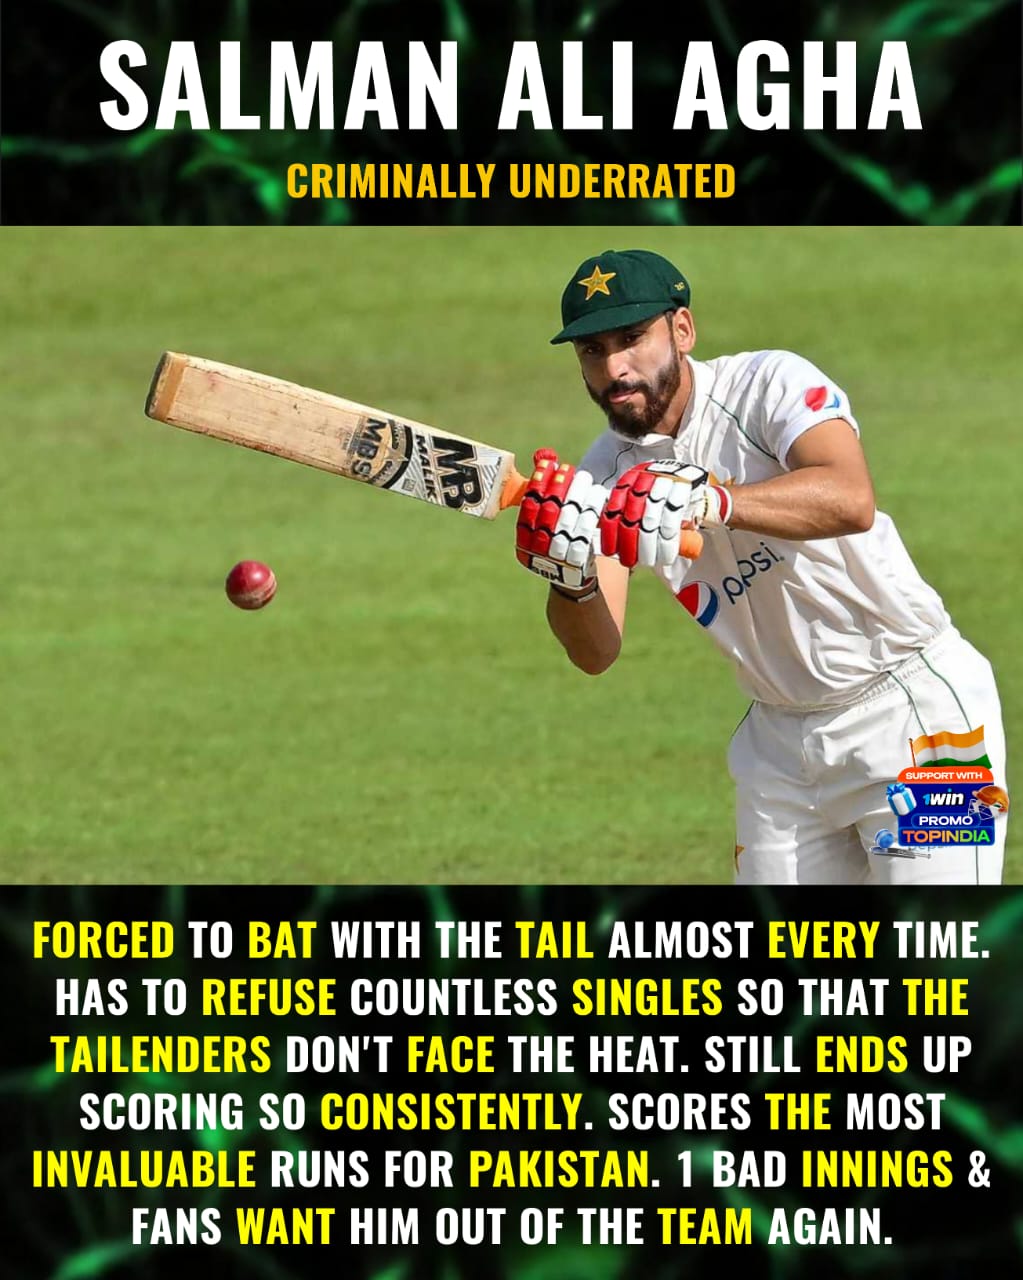 SALMAN ALI AGHA
CRIMINALLY UNDERRATED
MB
MALIK
MB9
pepsi
SUPPORT WITH
1win
PROMO
TOPINDIA
FORCED TO BAT WITH THE TAIL ALMOST EVERY TIME.
HAS TO REFUSE COUNTLESS SINGLES SO THAT THE
TAILENDERS DON'T FACE THE HEAT. STILL ENDS UP
SCORING SO CONSISTENTLY. SCORES THE MOST
INVALUABLE RUNS FOR PAKISTAN. 1 BAD INNINGS &
FANS WANT HIM OUT OF THE TEAM AGAIN.